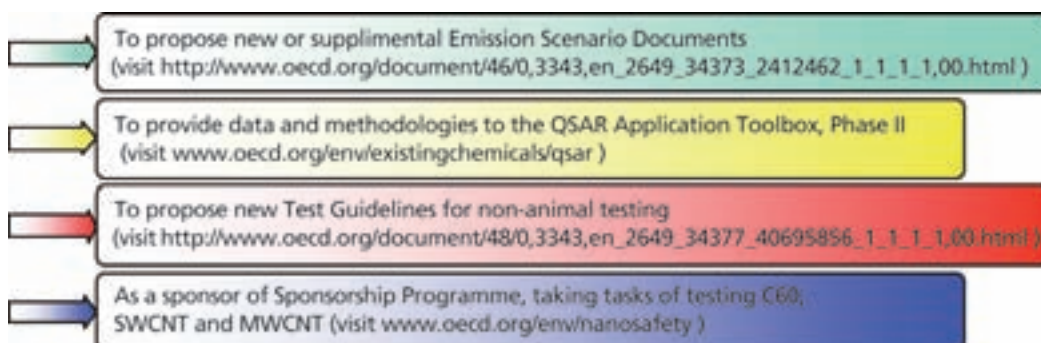 To propose new or supplimental Emission Scenario Documents
(visit http://www.oecd.org/document/46/0,3343,en_2649_34373_2412462_1_1_1_1,00.html )
To provide data and methodologies to the QSAR Application Toolbox, Phase II
(visit www.oecd.org/env/existingchemicals/qsar )
To propose new Test Guidelines for non-animal testing
(visit http://www.oecd.org/document/48/0,3343,en_2649_34377_40695856_1_1_1_1,00.html )
As a sponsor of Sponsorship Programme, taking tasks of testing C60,
SWCNT and MWCNT (visit www.oecd.org/env/nanosafety )